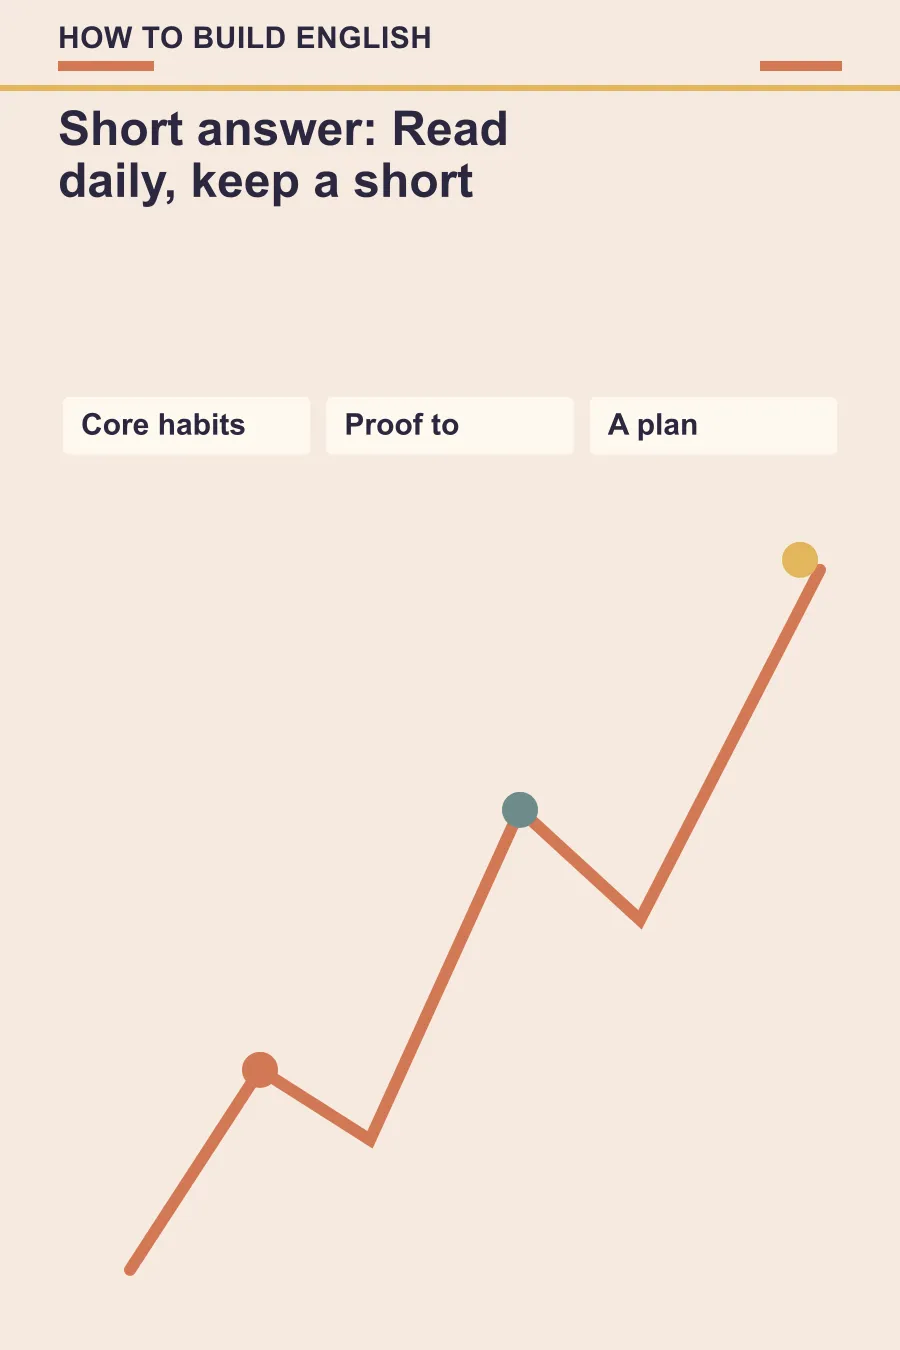 HOW TO BUILD ENGLISH
Short answer: Read
daily, keep a short
Core habits
Proof to
A plan